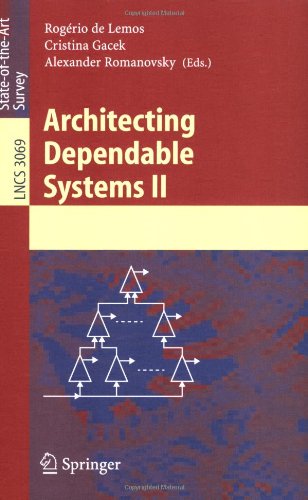 State-of-the-Art
Survey
LNCS 3069
Rogério de Lemos
Cristina Gacek
Alexander Romanovsky (Eds.)
Architecting
Dependable
Systems II
Springer